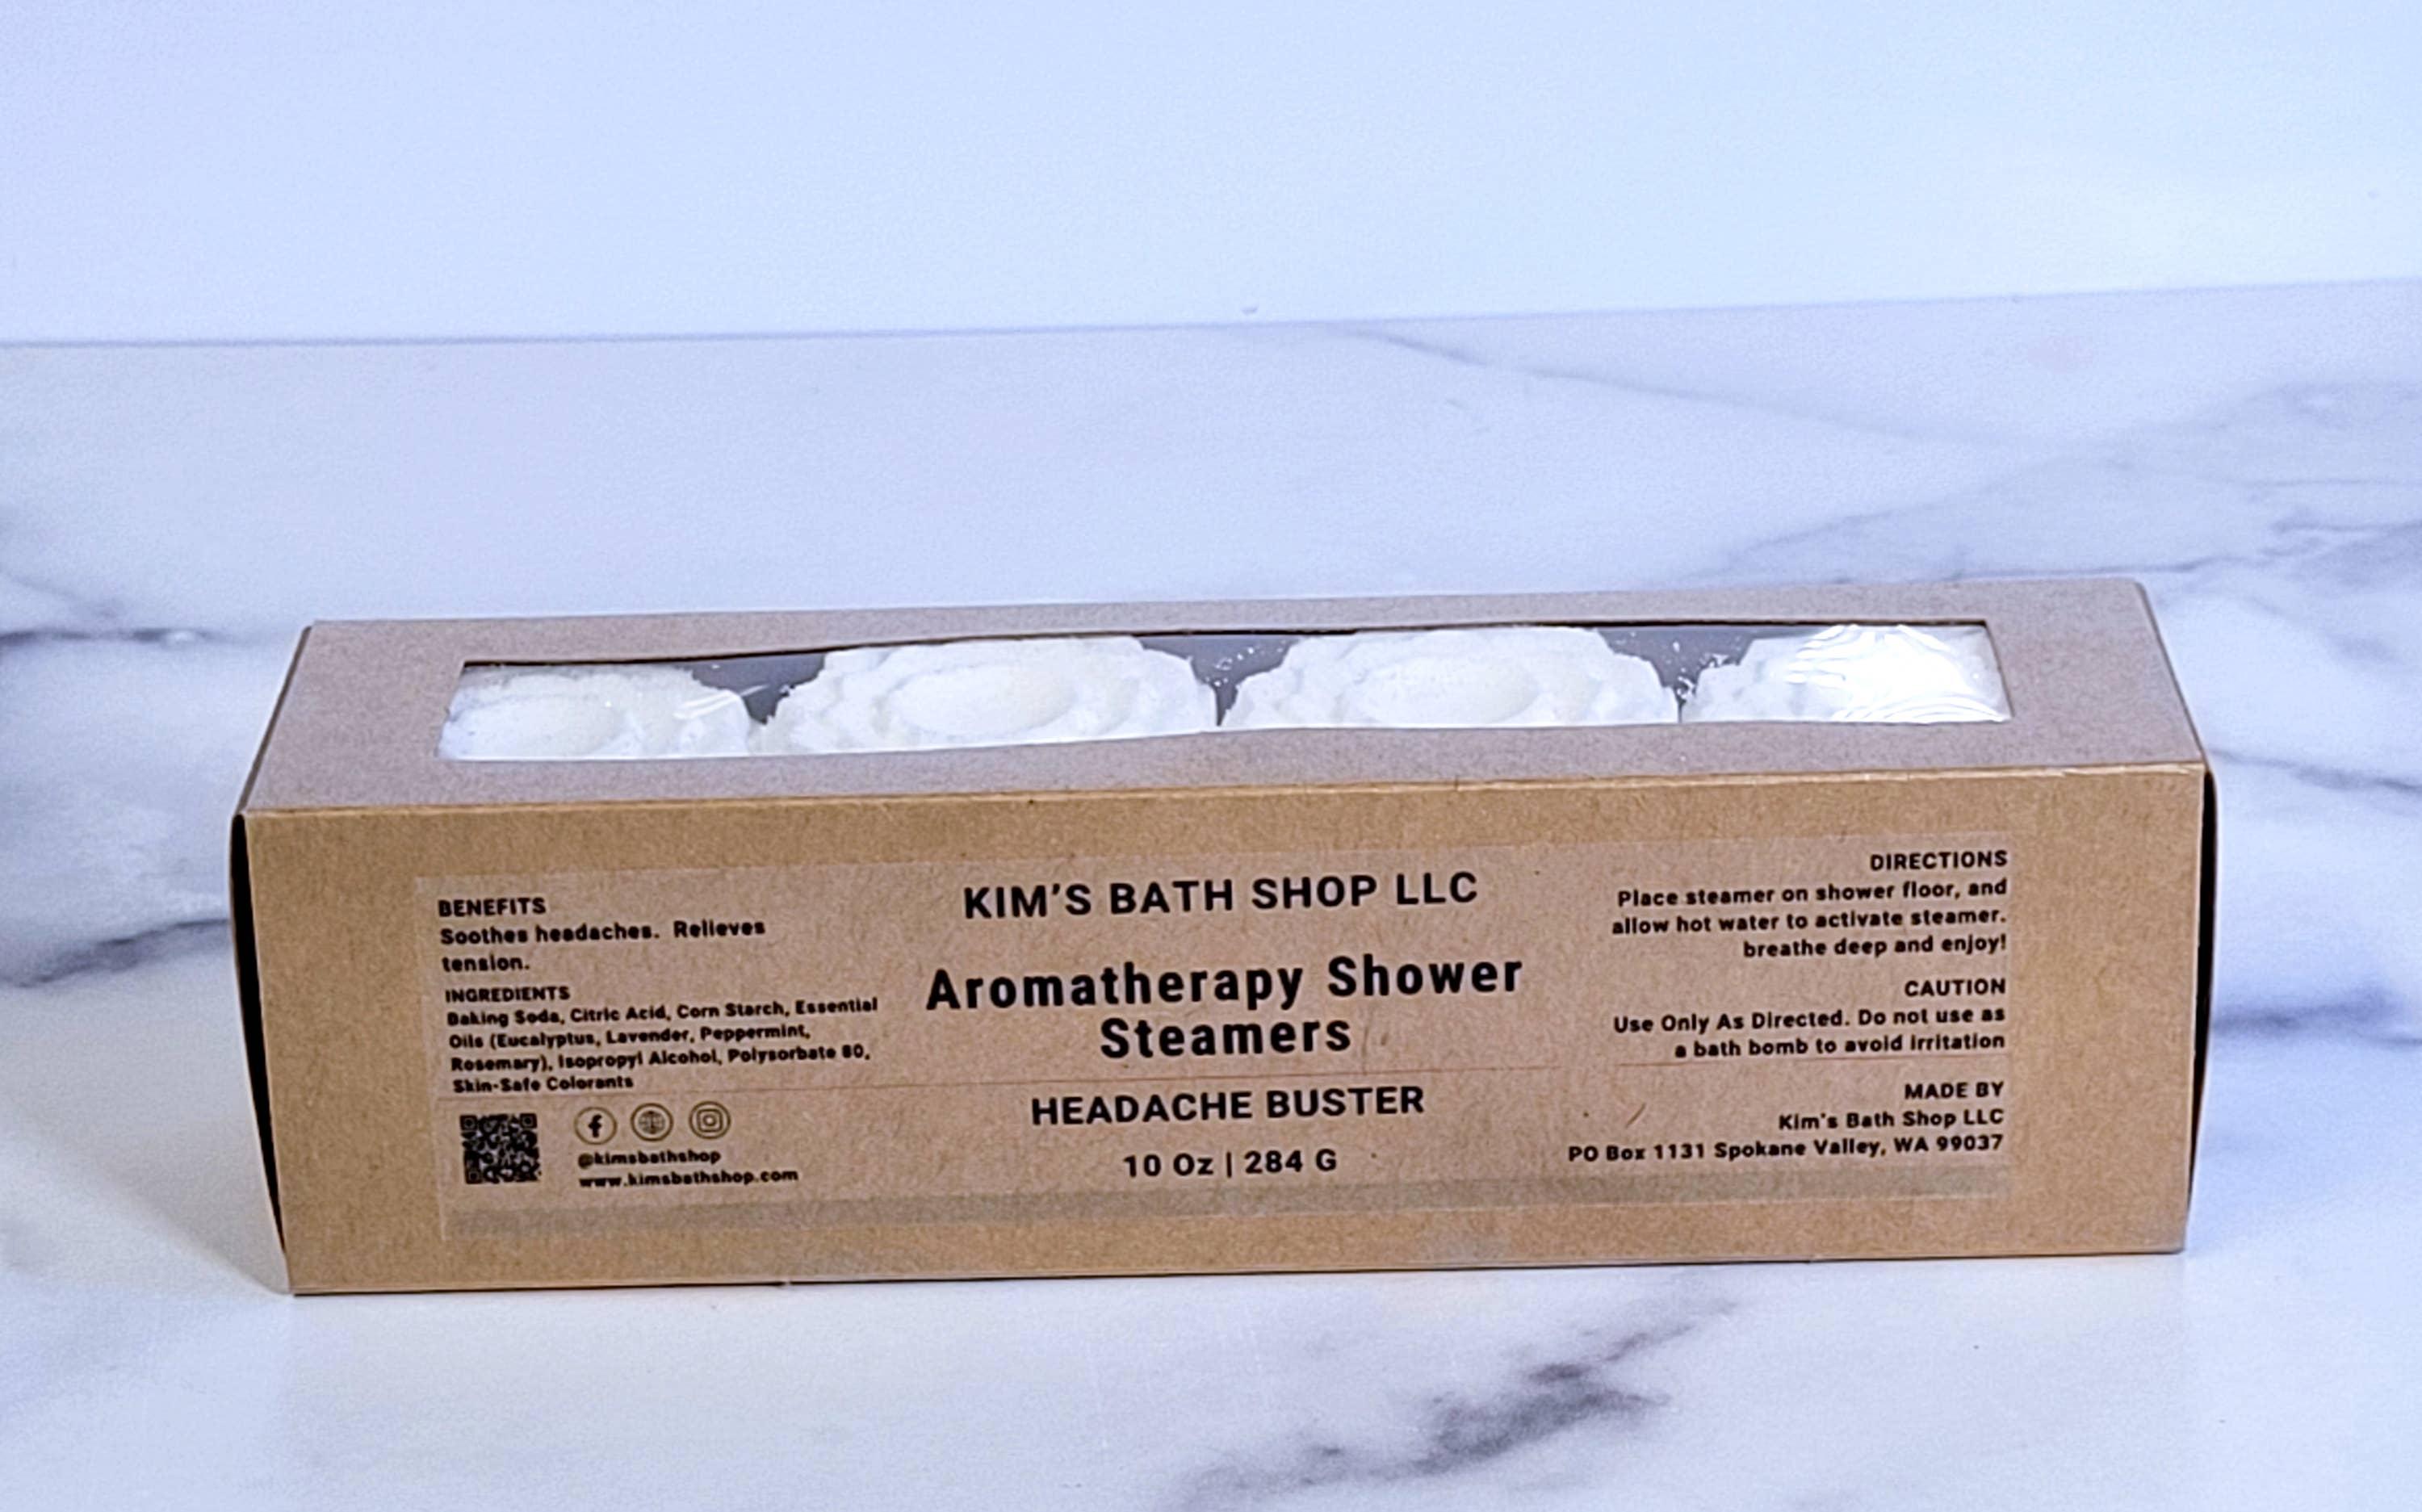 BENEFITS
Soothes headaches. Relieves
tension.
INGREDIENTS
Baking Soda, Citric Acid, Corn Starch, Essential
Oils (Eucalyptus, Lavender, Peppermint,
Rosemary), Isopropyl Alcohol, Polysorbate 80,
Skin-Safe Colorants
@kimsbathshop
www.kimsbathshop.com
KIM'S BATH SHOP LLC
Aromatherapy Shower
Steamers
HEADACHE BUSTER
10 Oz | 284 G
DIRECTIONS
Place steamer on shower floor, and
allow hot water to activate steamer.
breathe deep and enjoy!
CAUTION
Use Only As Directed. Do not use as
a bath bomb to avoid irritation
MADE BY
Kim's Bath Shop LLC
PO Box 1131 Spokane Valley, WA 99037